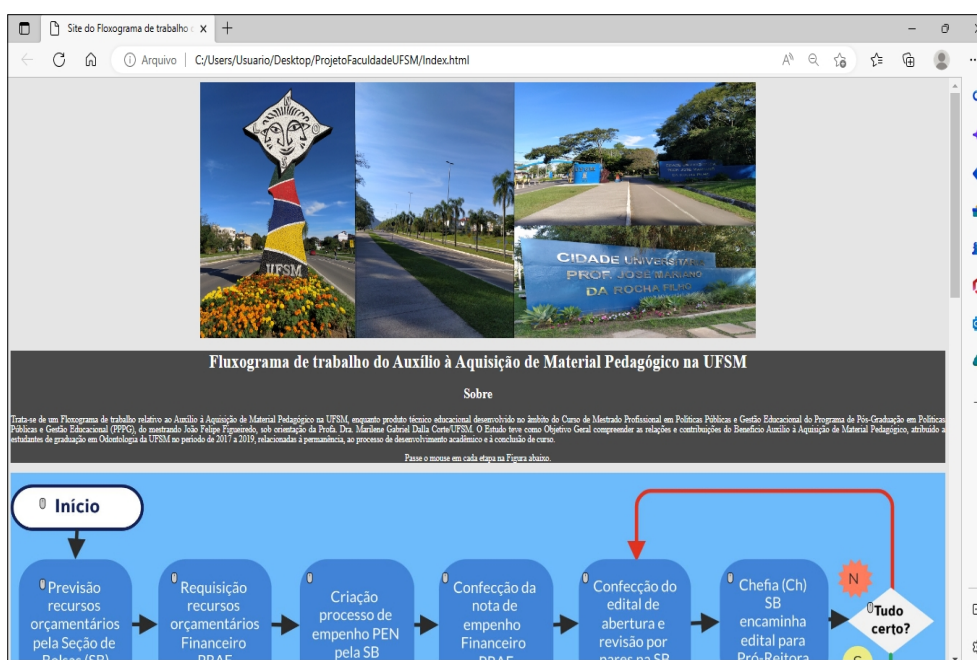 Site do Fluxograma de trabalho
Arquivo
C:/Users/Usuario/Desktop/ProjetoFaculdadeUFSM/Index.html
UFSM
CIDADE UNIVERSITÁRIA
PROF. JOSÉ MARIANO
DA ROCHA FILHO
Fluxograma de trabalho do Auxílio à Aquisição de Material Pedagógico na UFSM
Sobre
Trata-se de um Fluxograma de trabalho relativo ao Auxílio à Aquisição de Material Pedagógico na UFSM, enquanto produto técnico educacional desenvolvido no âmbito do Curso de Mestrado Profissional em Políticas Públicas e Gestão Educacional do Programa de Pós-Graduação em Políticas
Públicas e Gestão Educacional (PPPG), do mestrando João Felipe Figueiredo, sob orientação da Profa. Dra. Marilene Gabriel Dalla Corte/UFSM. O Estudo teve como Objetivo Geral compreender as relações e contribuições do Benefício Auxílio à Aquisição de Material Pedagógico, atribuído a
estudantes de graduação em Odontologia da UFSM no período de 2017 a 2019, relacionadas à permanência, ao processo de desenvolvimento acadêmico e à conclusão de curso.
Passe o mouse em cada etapa na Figura abaixo.
Início
Previsão
recursos
orçamentários
pela Seção de
Bolsas (SB)
Requisição
recursos
orçamentários
Financeiro
PRAE
Criação
processo de
empenho PEN
pela SB
Confecção da
nota de
empenho
Financeiro
PRAE
Confecção do
edital de
abertura e
revisão por
pares na SB
Chefia (Ch)
SB
encaminha
edital para
Pró-Reitora
N
Tudo
certo?
S